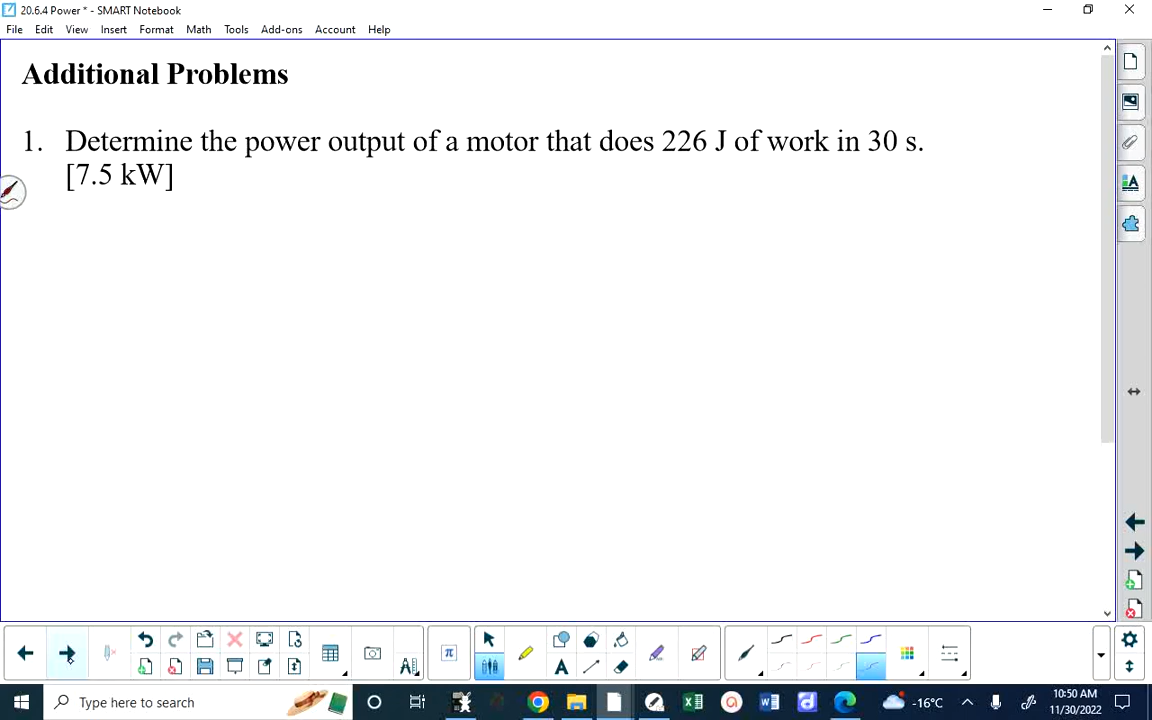 20.6.4 Power * - SMART Notebook
File Edit View Insert Format Math Tools Add-ons Account Help
Additional Problems
1. Determine the power output of a motor that does 226 J of work in 30 s.
[7.5 kW]
Type here to search
-16°C
10:50 AM
11/30/2022